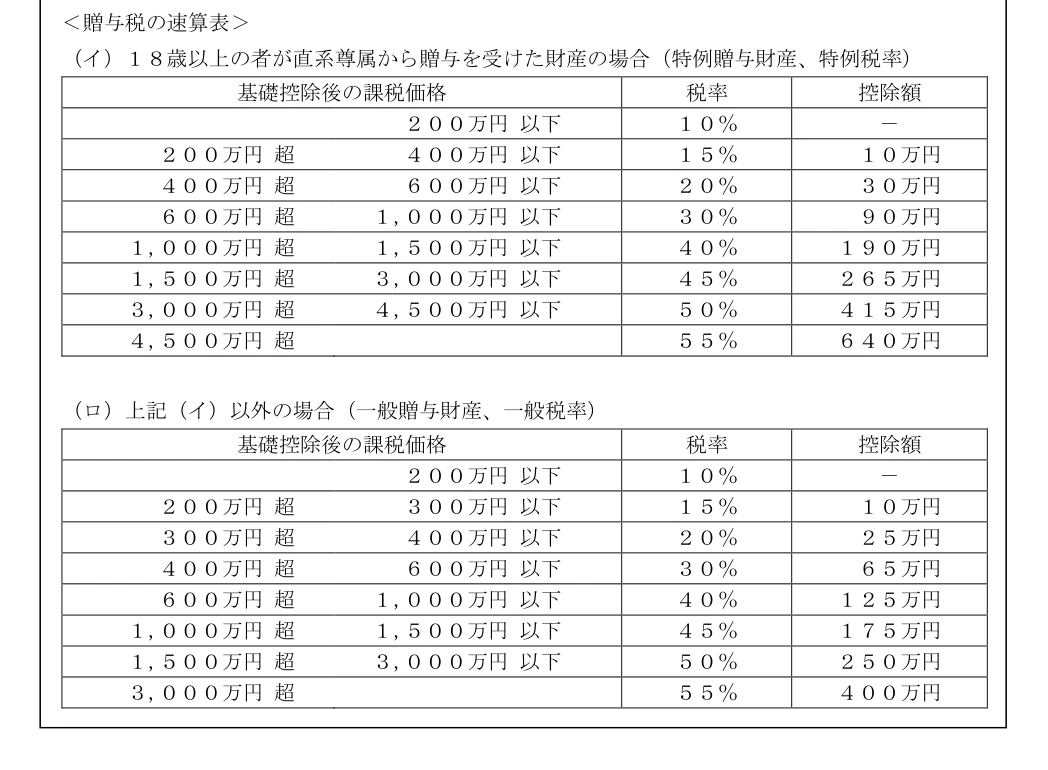 ＜贈与税の速算表＞
（イ）１８歳以上の者が直系尊属から贈与を受けた財産の場合（特例贈与財産、特例税率）
基礎控除後の課税価格 税率 控除額
２００万円 以下 １０％ －
２００万円 超 ４００万円 以下 １５％ １０万円
４００万円 超 ６００万円 以下 ２０％ ３０万円
６００万円 超 １,０００万円 以下 ３０％ ９０万円
１,０００万円 超 １,５００万円 以下 ４０％ １９０万円
１,５００万円 超 ３,０００万円 以下 ４５％ ２６５万円
３,０００万円 超 ４,５００万円 以下 ５０％ ４１５万円
４,５００万円 超 ５５％ ６４０万円
（ロ）上記（イ）以外の場合（一般贈与財産、一般税率）
基礎控除後の課税価格 税率 控除額
２００万円 以下 １０％ －
２００万円 超 ３００万円 以下 １５％ １０万円
３００万円 超 ４００万円 以下 ２０％ ２５万円
４００万円 超 ６００万円 以下 ３０％ ６５万円
６００万円 超 １,０００万円 以下 ４０％ １２５万円
１,０００万円 超 １,５００万円 以下 ４５％ １７５万円
１,５００万円 超 ３,０００万円 以下 ５０％ ２５０万円
３,０００万円 超 ５５％ ４００万円